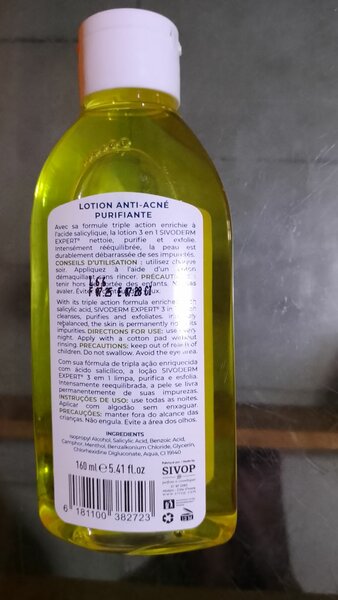 LOTION ANTI-ACNÉ
PURIFIANTE
Avec sa formule triple action enrichie à
l'acide salicylique, la lotion 3 en 1 SIVODERM
EXPERT® nettoie, purifie et exfolie.
Intensément rééquilibrée, la peau est
durablement débarrassée de ses impuretés.
CONSEILS D'UTILISATION : utilisez chaque
soir. Appliquez à l'aide d'un coton
démaquillant sans rincer. PRÉCAUTIONS :
tenir hors portée des enfants. Ne
avaler. Évitez contour des yeux.
With its triple action formula enriched
salicylic acid, SIVODERM EXPERT® 3 in
cleanses, purifies and exfoliates.
rebalanced, the skin is permanently
its impurities. DIRECTIONS FOR USE: use every
night. Apply with a cotton pad without
rinsing. PRECAUTIONS: keep out of reach of
children. Do not swallow. Avoid the eye area.
Com sua fórmula de tripla ação enriquecida
com ácido salicílico, a loção SIVODERM
EXPERT® 3 em 1 limpa, purifica e esfolia.
Intensamente reequilibrada, a pele se livra
permanentemente de suas impurezas.
INSTRUÇÕES DE USO: use todas as noites.
Aplicar com algodão sem enxaguar.
PRECAUÇÕES: manter fora do alcance das
crianças. Não engula. Évite a área dos olhos.
INGREDIENTS
Isopropyl Alcohol, Salicylic Acid, Benzoic Acid,
Camphor, Menthol, Benzalkonium Chloride, Glycerin,
Chlorhexidine Digluconate, Aqua, CI 19140
160 ml ℮ 5.41 fl.oz
SIVOP
6 181100 382723